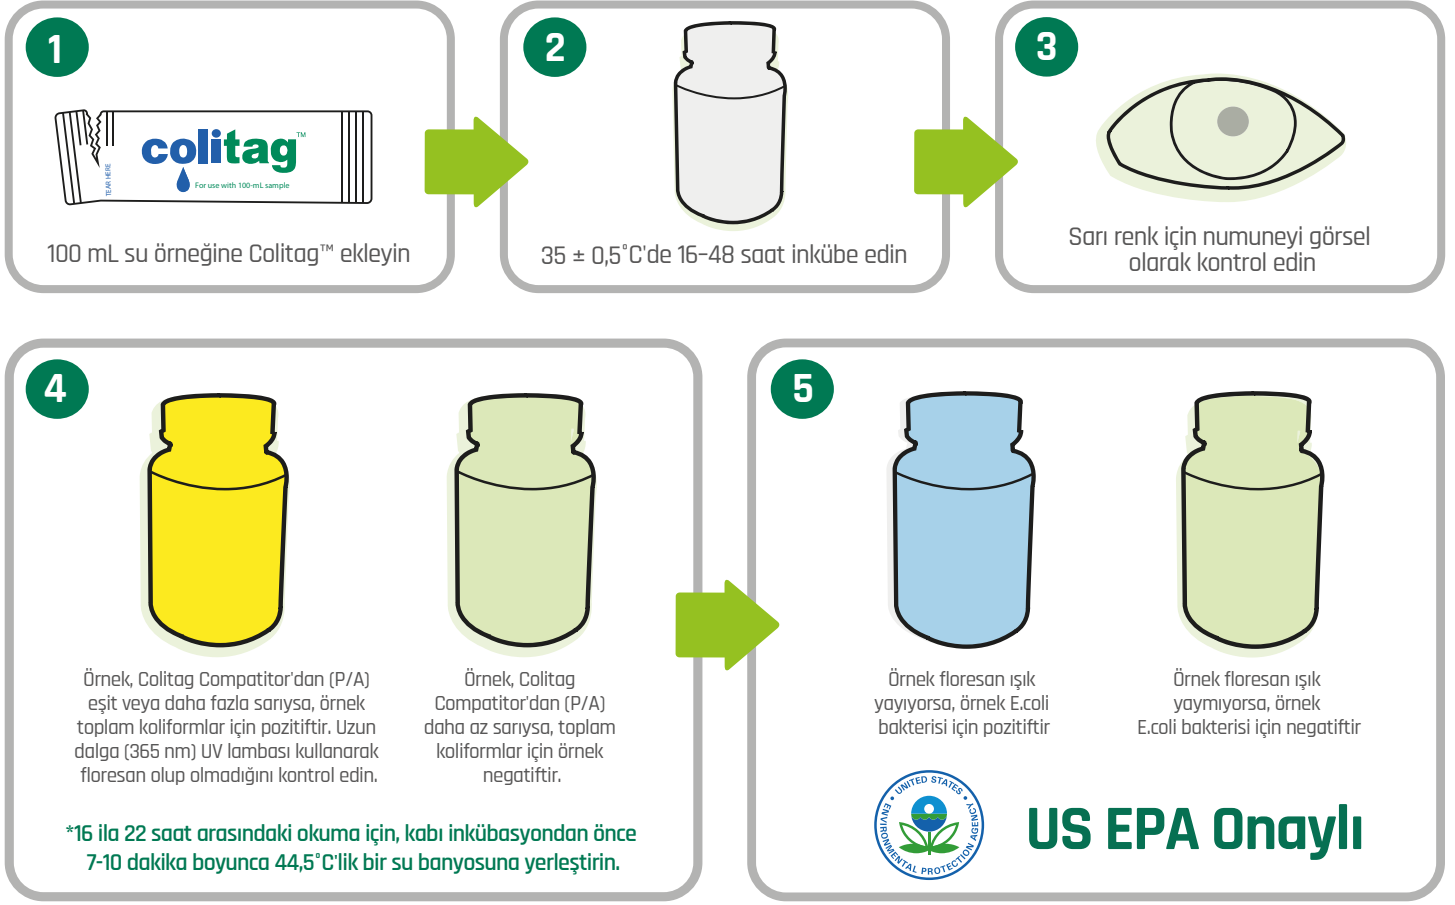 1
TEAR HERE
colitag™
For use with 100-mL sample
100 mL su örneğine Colitag™ ekleyin
2
35 ± 0,5°C'de 16–48 saat inkübe edin
3
Sarı renk için numuneyi görsel
olarak kontrol edin
4
Örnek, Colitag Compatitor'dan (P/A)
eşit veya daha fazla sarıysa, örnek
toplam koliformlar için pozitiftir. Uzun
dalga (365 nm) UV lambası kullanarak
floresan olup olmadığını kontrol edin.
Örnek, Colitag
Compatitor'dan (P/A)
daha az sarıysa, toplam
koliformlar için örnek
negatiftir.
*16 ila 22 saat arasındaki okuma için, kabı inkübasyondan önce
7-10 dakika boyunca 44,5°C'lik bir su banyosuna yerleştirin.
5
Örnek floresan ışık
yayıyorsa, örnek E.coli
bakterisi için pozitiftir
Örnek floresan ışık
yaymıyorsa, örnek
E.coli bakterisi için negatiftir
UNITED STATES
ENVIRONMENTAL PROTECTION AGENCY
US EPA Onaylı